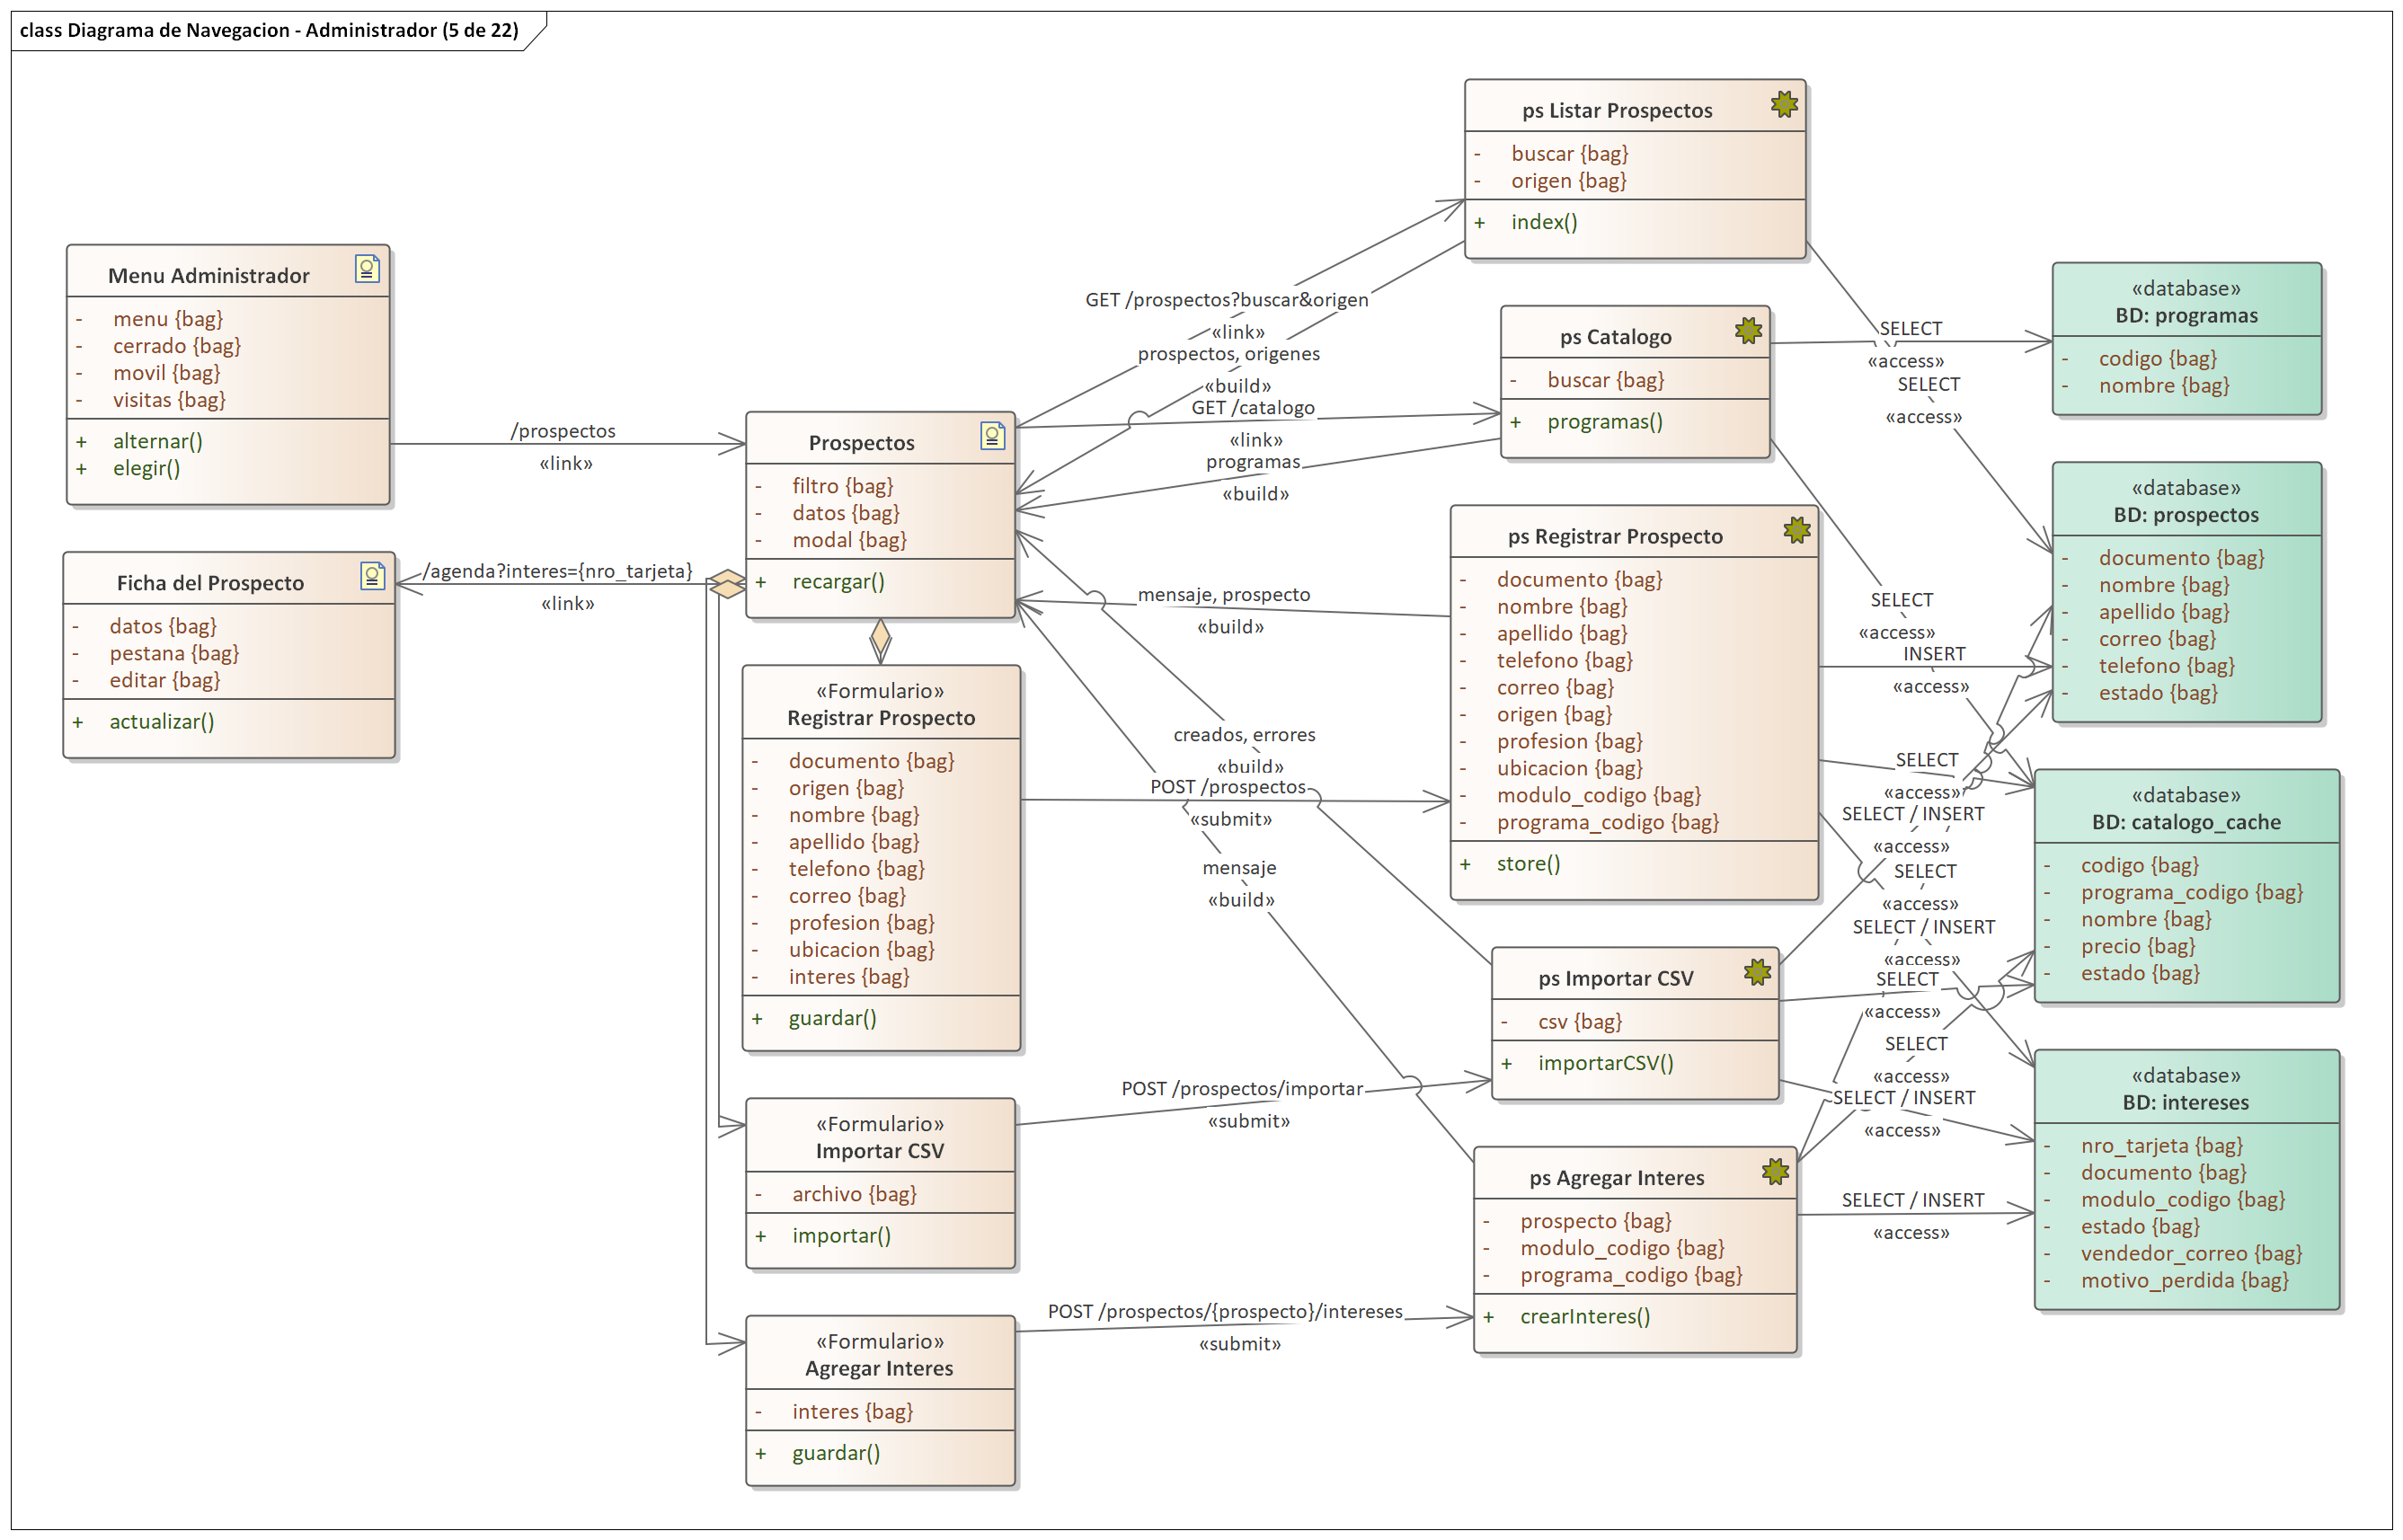 class Diagrama de Navegacion - Administrador (5 de 22)
Menu Administrador
- menu {bag}
- cerrado {bag}
- movil {bag}
- visitas {bag}
+ alternar()
+ elegir()
/prospectos
«link»
Ficha del Prospecto
- datos {bag}
- pestana {bag}
- editar {bag}
+ actualizar()
/agenda?interes={nro_tarjeta}
«link»
Prospectos
- filtro {bag}
- datos {bag}
- modal {bag}
+ recargar()
«Formulario»
Registrar Prospecto
- documento {bag}
- origen {bag}
- nombre {bag}
- apellido {bag}
- telefono {bag}
- correo {bag}
- profesion {bag}
- ubicacion {bag}
- interes {bag}
+ guardar()
«Formulario»
Importar CSV
- archivo {bag}
+ importar()
«Formulario»
Agregar Interes
- interes {bag}
+ guardar()
GET /prospectos?buscar&origen
«link»
prospectos, origenes
«build»
GET /catalogo
«link»
programas
«build»
mensaje, prospecto
«build»
creados, errores
«build»
POST /prospectos
«submit»
mensaje
«build»
POST /prospectos/importar
«submit»
POST /prospectos/{prospecto}/intereses
«submit»
ps Listar Prospectos
- buscar {bag}
- origen {bag}
+ index()
ps Catalogo
- buscar {bag}
+ programas()
ps Registrar Prospecto
- documento {bag}
- nombre {bag}
- apellido {bag}
- telefono {bag}
- correo {bag}
- origen {bag}
- profesion {bag}
- ubicacion {bag}
- modulo_codigo {bag}
- programa_codigo {bag}
+ store()
ps Importar CSV
- csv {bag}
+ importarCSV()
ps Agregar Interes
- prospecto {bag}
- modulo_codigo {bag}
- programa_codigo {bag}
+ crearInteres()
SELECT
«access»
SELECT
«access»
SELECT
«access»
INSERT
«access»
SELECT
«access»
SELECT / INSERT
«access»
SELECT
«access»
SELECT / INSERT
«access»
SELECT
«access»
SELECT
«access»
SELECT / INSERT
«access»
SELECT / INSERT
«access»
«database»
BD: programas
- codigo {bag}
- nombre {bag}
«database»
BD: prospectos
- documento {bag}
- nombre {bag}
- apellido {bag}
- correo {bag}
- telefono {bag}
- estado {bag}
«database»
BD: catalogo_cache
- codigo {bag}
- programa_codigo {bag}
- nombre {bag}
- precio {bag}
- estado {bag}
«database»
BD: intereses
- nro_tarjeta {bag}
- documento {bag}
- modulo_codigo {bag}
- estado {bag}
- vendedor_correo {bag}
- motivo_perdida {bag}